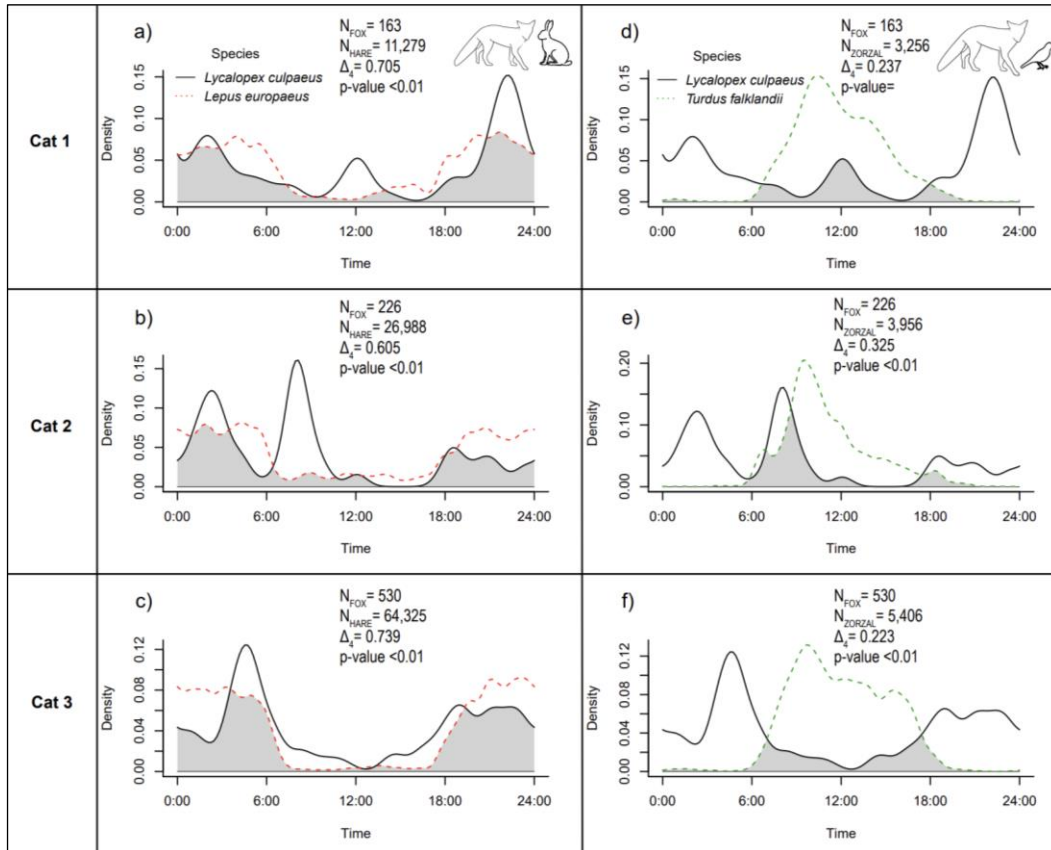 Cat 1
a)
N_FOX= 163
N_HARE= 11,279
Δ_4= 0.705
p-value <0.01
Species
Lycalopex culpaeus
Lepus europaeus
Density
0.15
0.10
0.05
0.00
0:00 6:00 12:00 18:00 24:00
Time
d)
N_FOX= 163
N_ZORZAL= 3,256
Δ_4= 0.237
p-value=
Species
Lycalopex culpaeus
Turdus falklandii
Density
0.15
0.10
0.05
0.00
0:00 6:00 12:00 18:00 24:00
Time
Cat 2
b)
N_FOX= 226
N_HARE= 26,988
Δ_4= 0.605
p-value <0.01
Density
0.15
0.10
0.05
0.00
0:00 6:00 12:00 18:00 24:00
Time
e)
N_FOX= 226
N_ZORZAL= 3,956
Δ_4= 0.325
p-value <0.01
Density
0.20
0.10
0.00
0:00 6:00 12:00 18:00 24:00
Time
Cat 3
c)
N_FOX= 530
N_HARE= 64,325
Δ_4= 0.739
p-value <0.01
Density
0.12
0.08
0.04
0.00
0:00 6:00 12:00 18:00 24:00
Time
f)
N_FOX= 530
N_ZORZAL= 5,406
Δ_4= 0.223
p-value <0.01
Density
0.12
0.08
0.04
0.00
0:00 6:00 12:00 18:00 24:00
Time